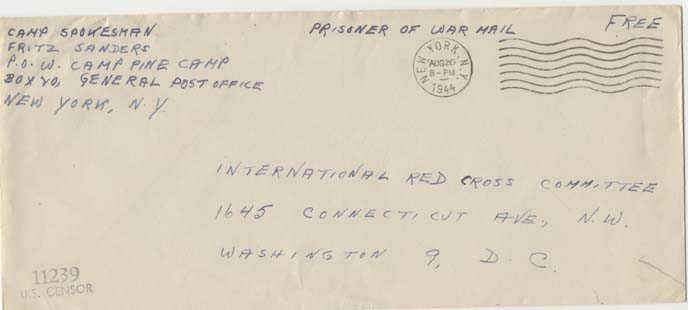 CAMP SPOKESMAN
FRITZ SANDERS
P.O.W. CAMP PINE CAMP
BOX 20, GENERAL POST OFFICE
NEW YORK, N.Y.
PRISONER OF WAR MAIL
FREE
NEW YORK, N.Y.
AUG 26
8-PM
1944
INTERNATIONAL RED CROSS COMMITTEE
1645 CONNECTICUT AVE., N.W.
WASHINGTON 9, D.C.
11239
U.S. CENSOR